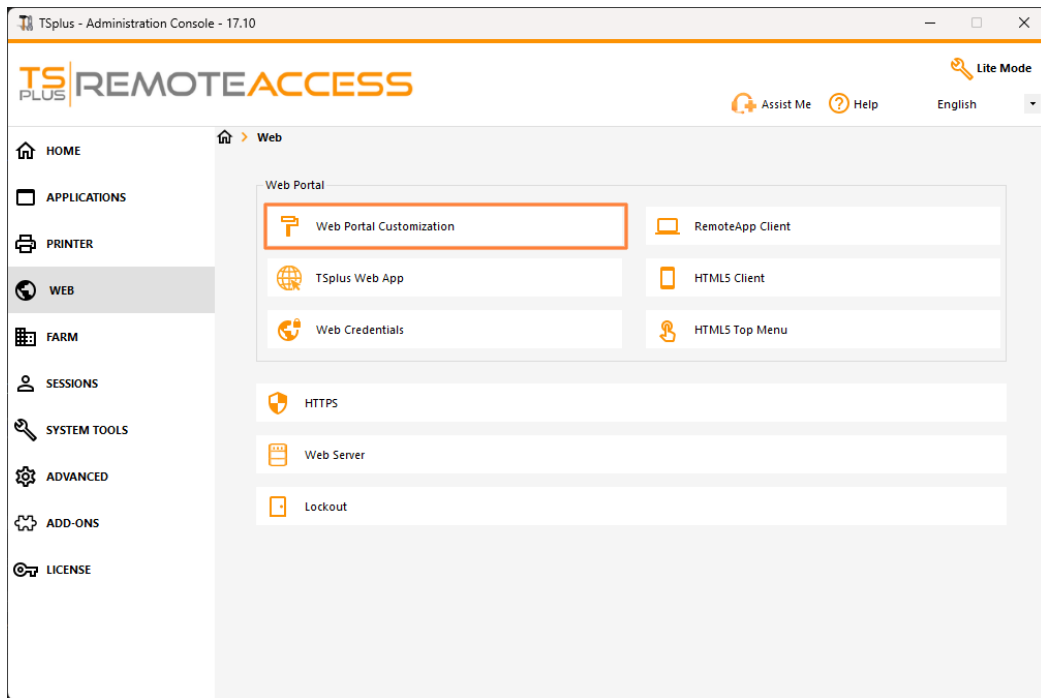 TSplus - Administration Console - 17.10
TS PLUS REMOTEACCESS
Lite Mode
Assist Me
Help
English
HOME
APPLICATIONS
PRINTER
WEB
FARM
SESSIONS
SYSTEM TOOLS
ADVANCED
ADD-ONS
LICENSE
Web
Web Portal
Web Portal Customization
RemoteApp Client
TSplus Web App
HTML5 Client
Web Credentials
HTML5 Top Menu
HTTPS
Web Server
Lockout